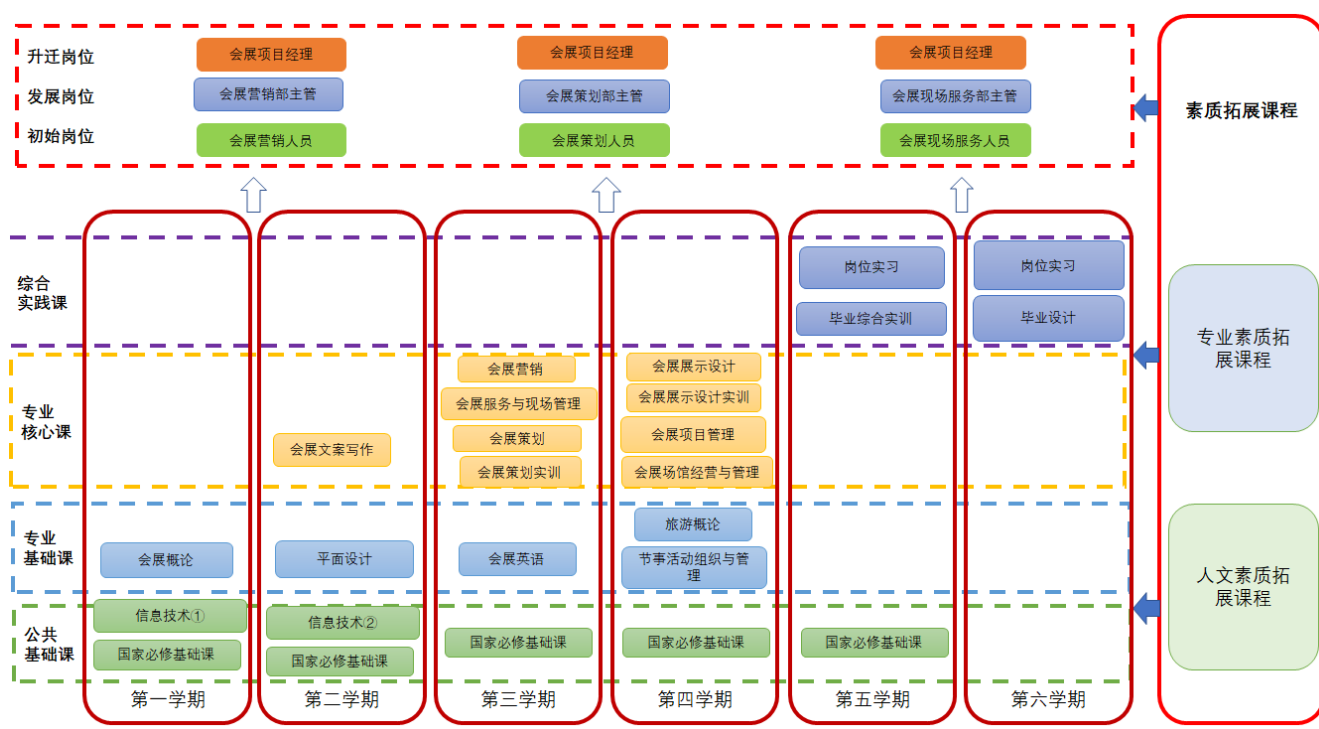 升迁岗位
会展项目经理
会展项目经理
会展项目经理
发展岗位
会展营销部主管
会展策划部主管
会展现场服务部主管
初始岗位
会展营销人员
会展策划人员
会展现场服务人员
素质拓展课程
综合
实践课
岗位实习
岗位实习
毕业综合实训
毕业设计
专业素质拓
展课程
专业
核心课
会展文案写作
会展营销
会展服务与现场管理
会展策划
会展策划实训
会展展示设计
会展展示设计实训
会展项目管理
会展场馆经营与管理
专业
基础课
会展概论
平面设计
会展英语
旅游概论
节事活动组织与管
理
人文素质拓
展课程
公共
基础课
信息技术①
国家必修基础课
信息技术②
国家必修基础课
国家必修基础课
国家必修基础课
国家必修基础课
第一学期
第二学期
第三学期
第四学期
第五学期
第六学期